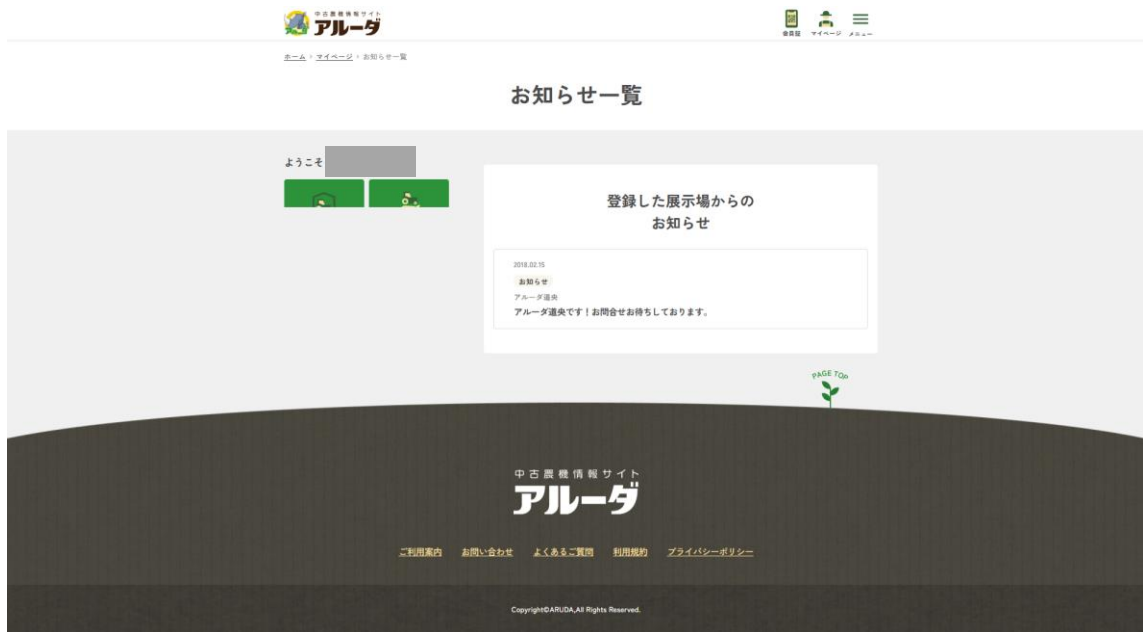 中古農機情報サイト
アルーダ
会員証 マイページ メニュー
ホーム › マイページ › お知らせ一覧
お知らせ一覧
ようこそ
登録した展示場からの
お知らせ
2018.02.15
お知らせ
アルーダ道央
アルーダ道央です！お問合せお待ちしております。
PAGE TOP
中古農機情報サイト
アルーダ
ご利用案内 お問い合わせ よくあるご質問 利用規約 プライバシーポリシー
Copyright©ARUDA,All Rights Reserved.